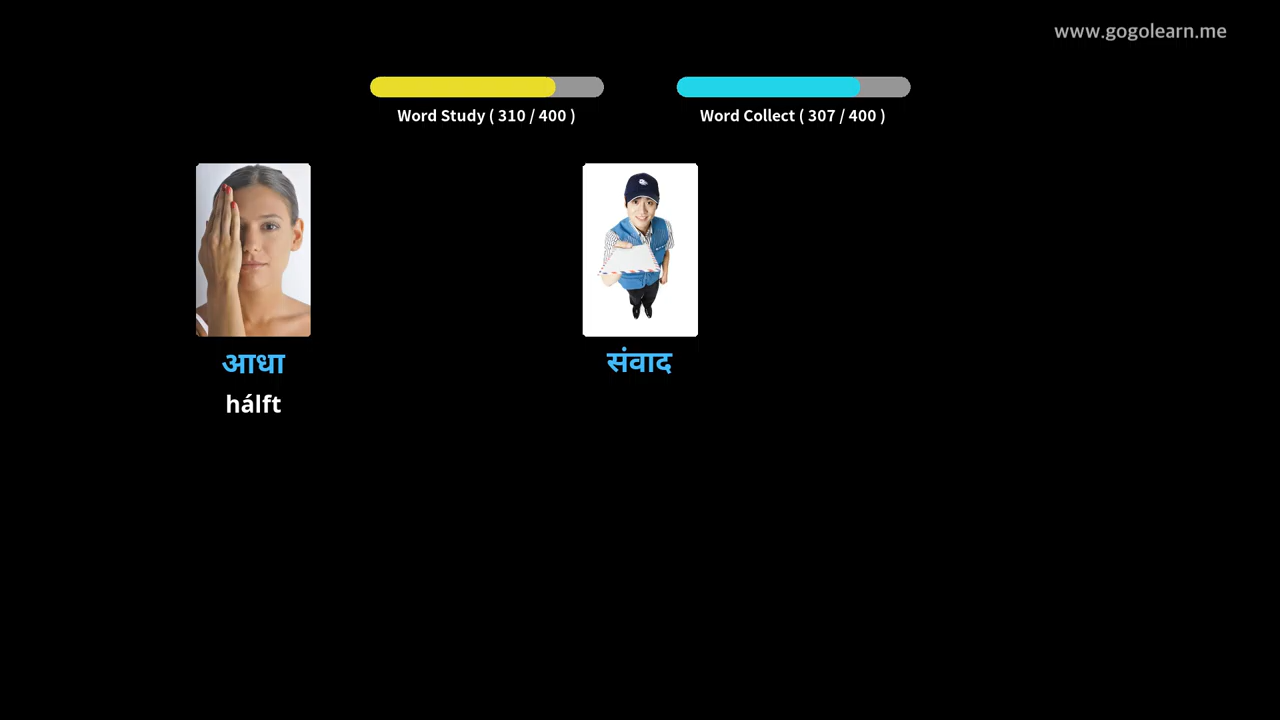 www.gogolearn.me
Word Study ( 310 / 400 )
Word Collect ( 307 / 400 )
आधा
संवाद
hálft